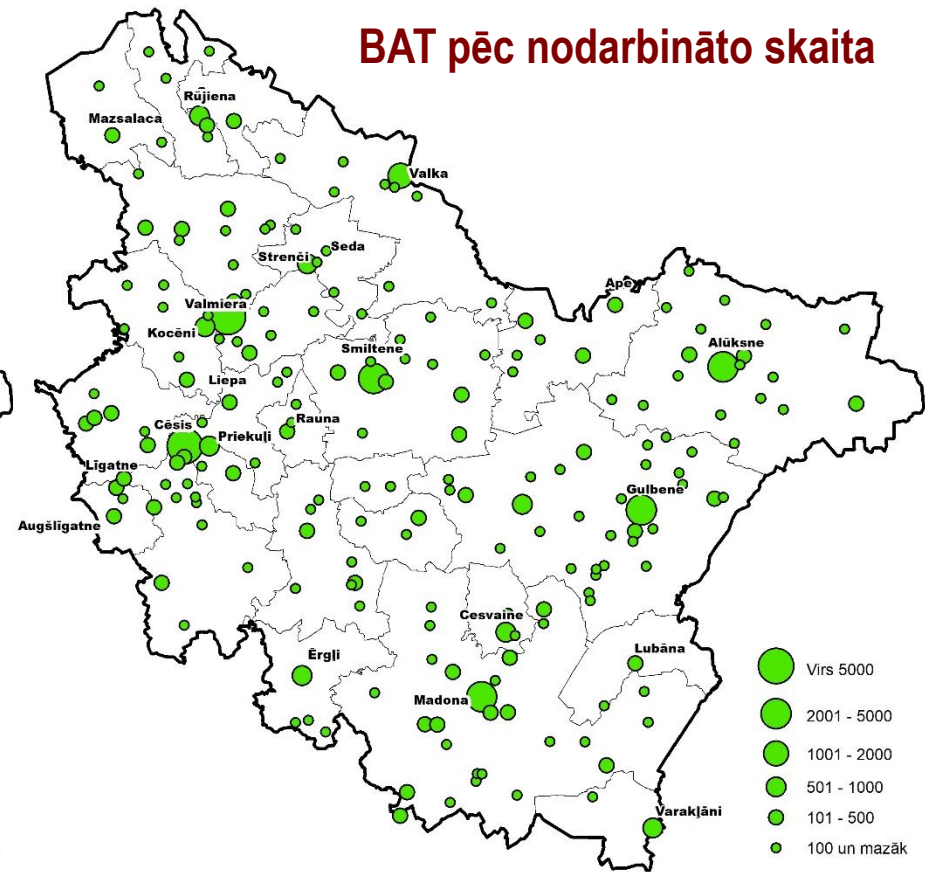 BAT pēc nodarbināto skaita
Rūjiena
Mazsalaca
Valka
Seda
Strenči
Ape
Valmiera
Kocēni
Alūksne
Smiltene
Liepa
Rauna
Cēsis
Priekuļi
Līgatne
Gulbene
Augšlīgatne
Cesvaine
Lubāna
Ērgļi
Madona
Varakļāni
Virs 5000
2001 - 5000
1001 - 2000
501 - 1000
101 - 500
100 un mazāk